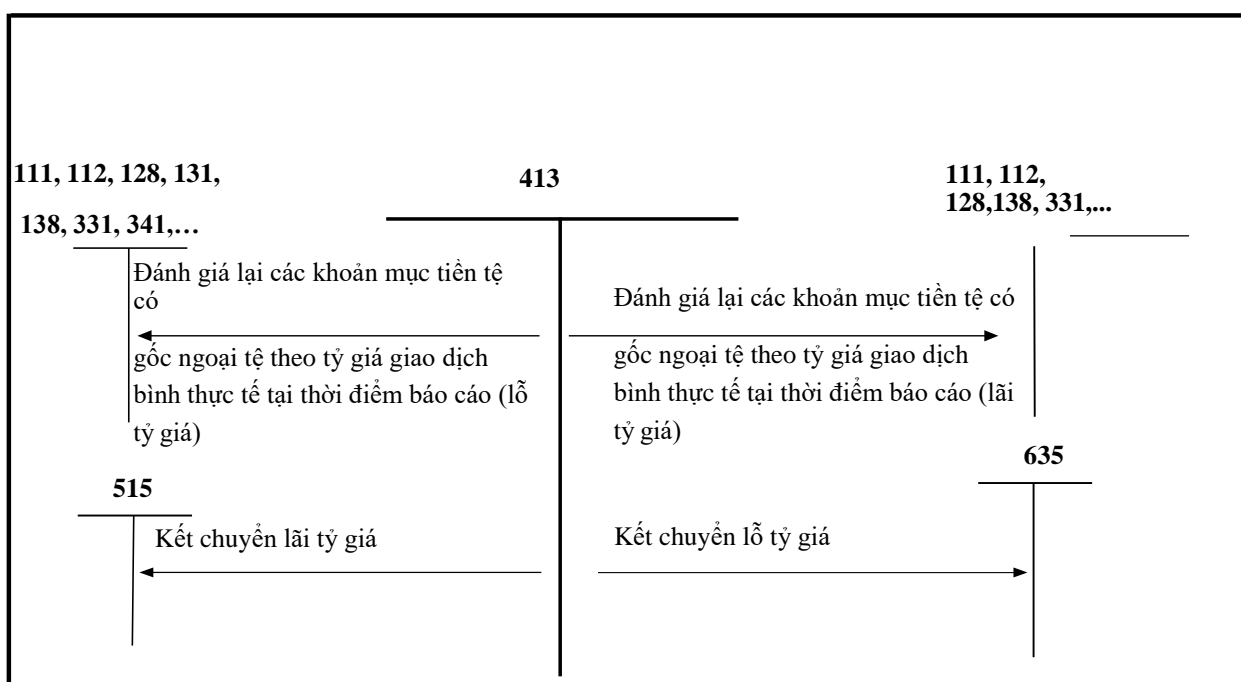 111, 112, 128, 131,
138, 331, 341,…
413
111, 112,
128,138, 331,...
Đánh giá lại các khoản mục tiền tệ
có
gốc ngoại tệ theo tỷ giá giao dịch
bình thực tế tại thời điểm báo cáo (lỗ
tỷ giá)
Đánh giá lại các khoản mục tiền tệ có
gốc ngoại tệ theo tỷ giá giao dịch
bình thực tế tại thời điểm báo cáo (lãi
tỷ giá)
515
635
Kết chuyển lãi tỷ giá
Kết chuyển lỗ tỷ giá